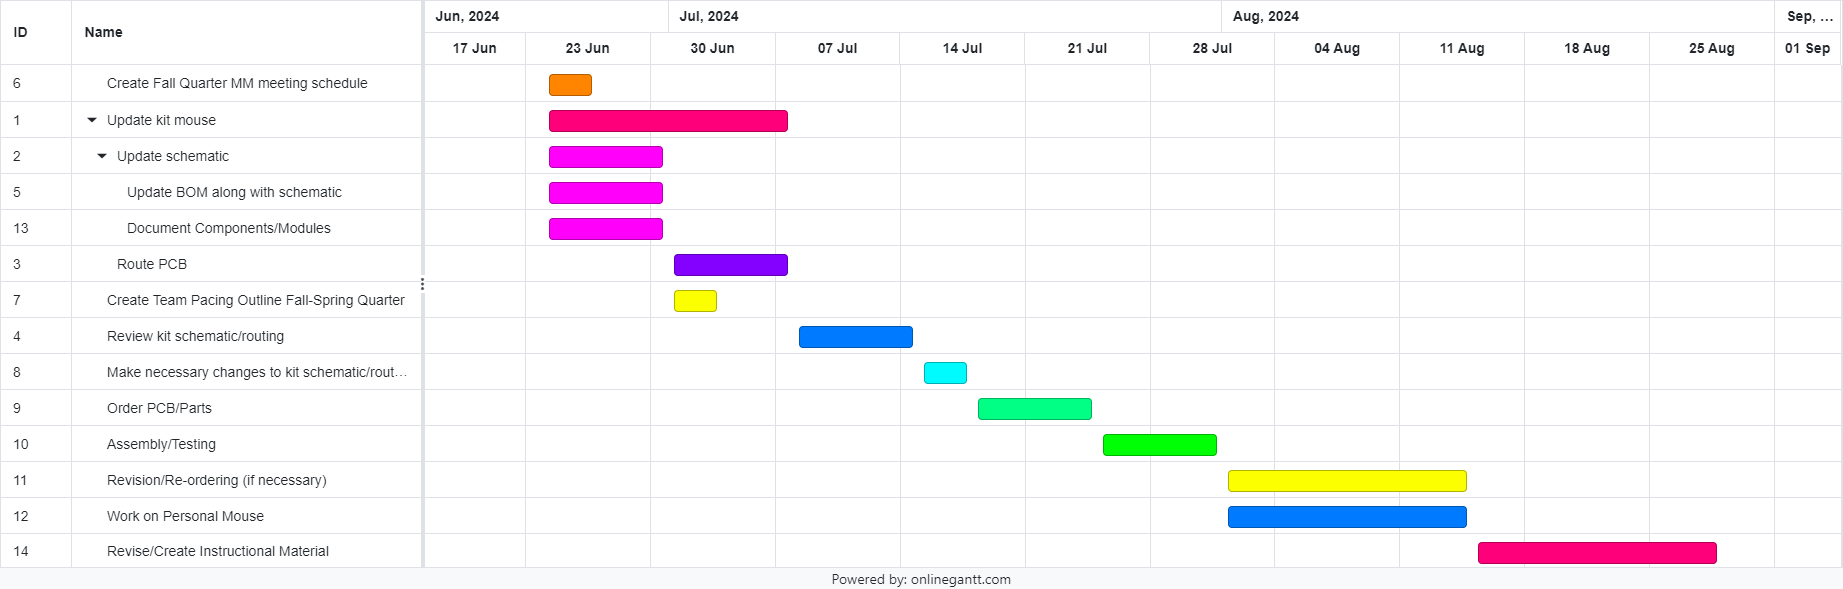 ID Name Jun, 2024 Jul, 2024 Aug, 2024 Sep, ...
17 Jun 23 Jun 30 Jun 07 Jul 14 Jul 21 Jul 28 Jul 04 Aug 11 Aug 18 Aug 25 Aug 01 Sep
6 Create Fall Quarter MM meeting schedule
1 Update kit mouse
2 Update schematic
5 Update BOM along with schematic
13 Document Components/Modules
3 Route PCB
7 Create Team Pacing Outline Fall-Spring Quarter
4 Review kit schematic/routing
8 Make necessary changes to kit schematic/rout...
9 Order PCB/Parts
10 Assembly/Testing
11 Revision/Re-ordering (if necessary)
12 Work on Personal Mouse
14 Revise/Create Instructional Material
Powered by: onlinegantt.com